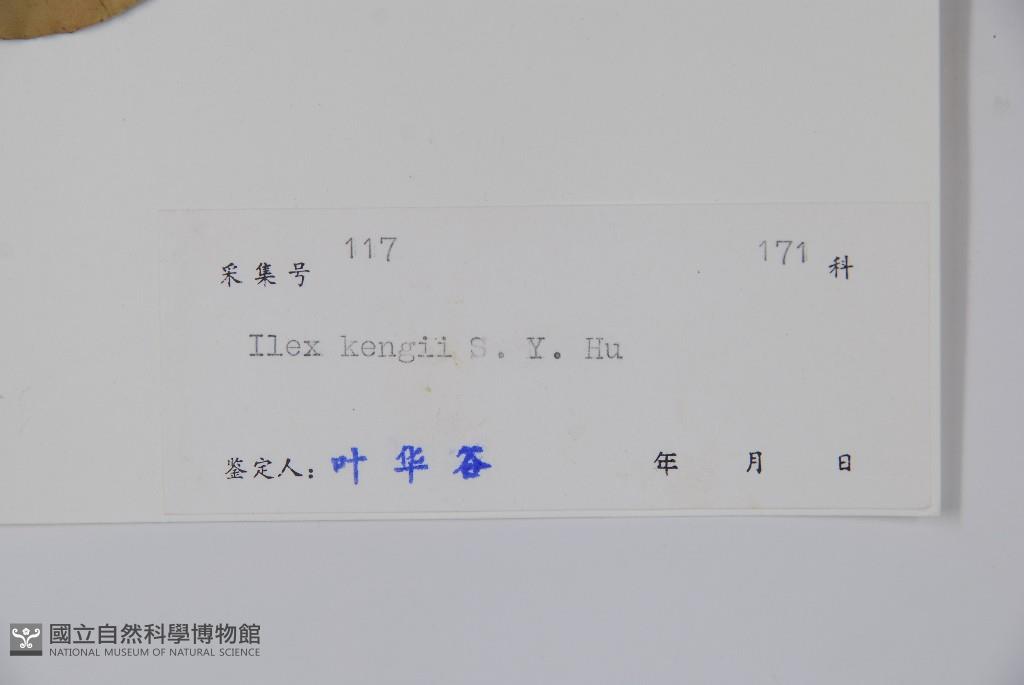 采集号 117 171 科
Ilex kengii S. Y. Hu
鉴定人：叶华谷 年 月 日
國立自然科學博物館
NATIONAL MUSEUM OF NATURAL SCIENCE